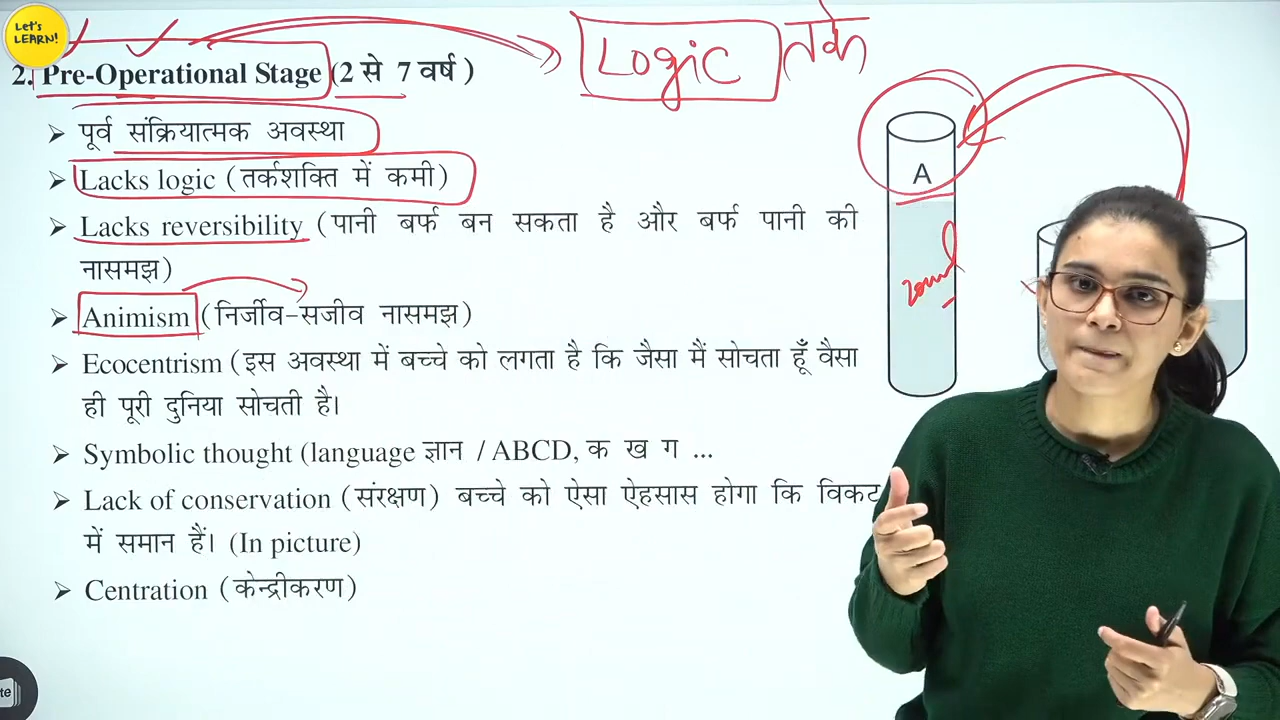 Let's
LEARN!
Logic तर्क
2. Pre-Operational Stage (2 से 7 वर्ष )
➢ पूर्व संक्रियात्मक अवस्था
➢ Lacks logic (तर्कशक्ति में कमी)
➢ Lacks reversibility (पानी बर्फ बन सकता है और बर्फ पानी की
नासमझ)
➢ Animism (निर्जीव-सजीव नासमझ)
➢ Ecocentrism (इस अवस्था में बच्चे को लगता है कि जैसा मैं सोचता हूँ वैसा
ही पूरी दुनिया सोचती है।
➢ Symbolic thought (language ज्ञान / ABCD, क ख ग ...
➢ Lack of conservation (संरक्षण) बच्चे को ऐसा ऐहसास होगा कि विकट
में समान हैं। (In picture)
➢ Centration (केन्द्रीकरण)
A